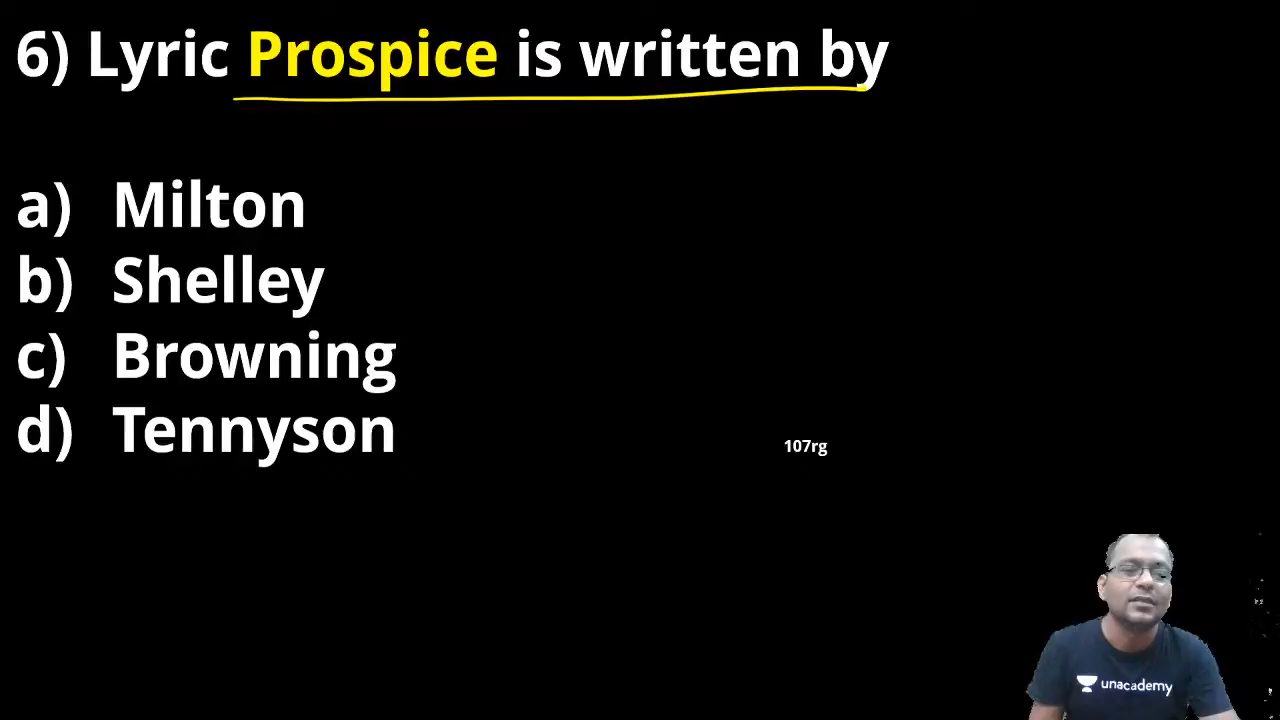 6) Lyric Prospice is written by
a) Milton
b) Shelley
c) Browning
d) Tennyson
107rg
unacademy